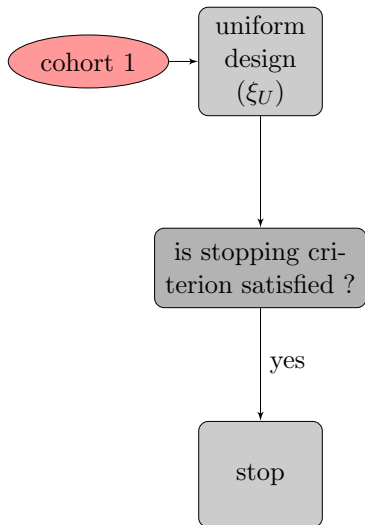 cohort 1
uniform
design
(ξ_U)
is stopping cri-
terion satisfied ?
yes
stop